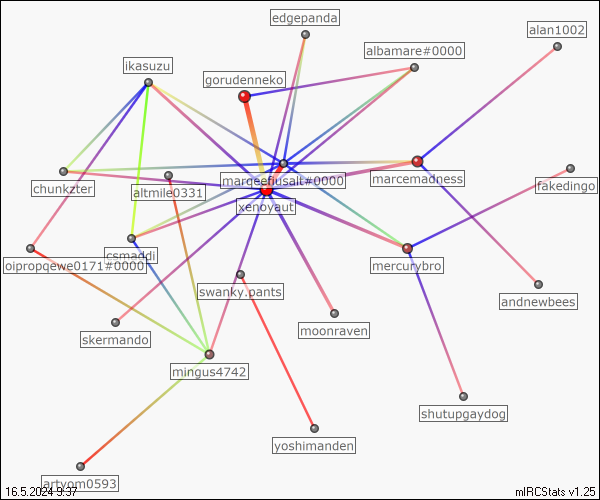 edgepanda
alan1002
albamare#0000
ikasuzu
gorudenneko
marqeefiusalt#0000
marcemadness
chunkzter
altmile0331
fakedingo
xenoyaut
csmaddi
oipropqewe0171#0000
mercurybro
swanky.pants
andnewbees
moonraven
skermando
mingus4742
shutupgaydog
yoshimanden
artyom0593
16.5.2024 9:37
mIRCStats v1.25